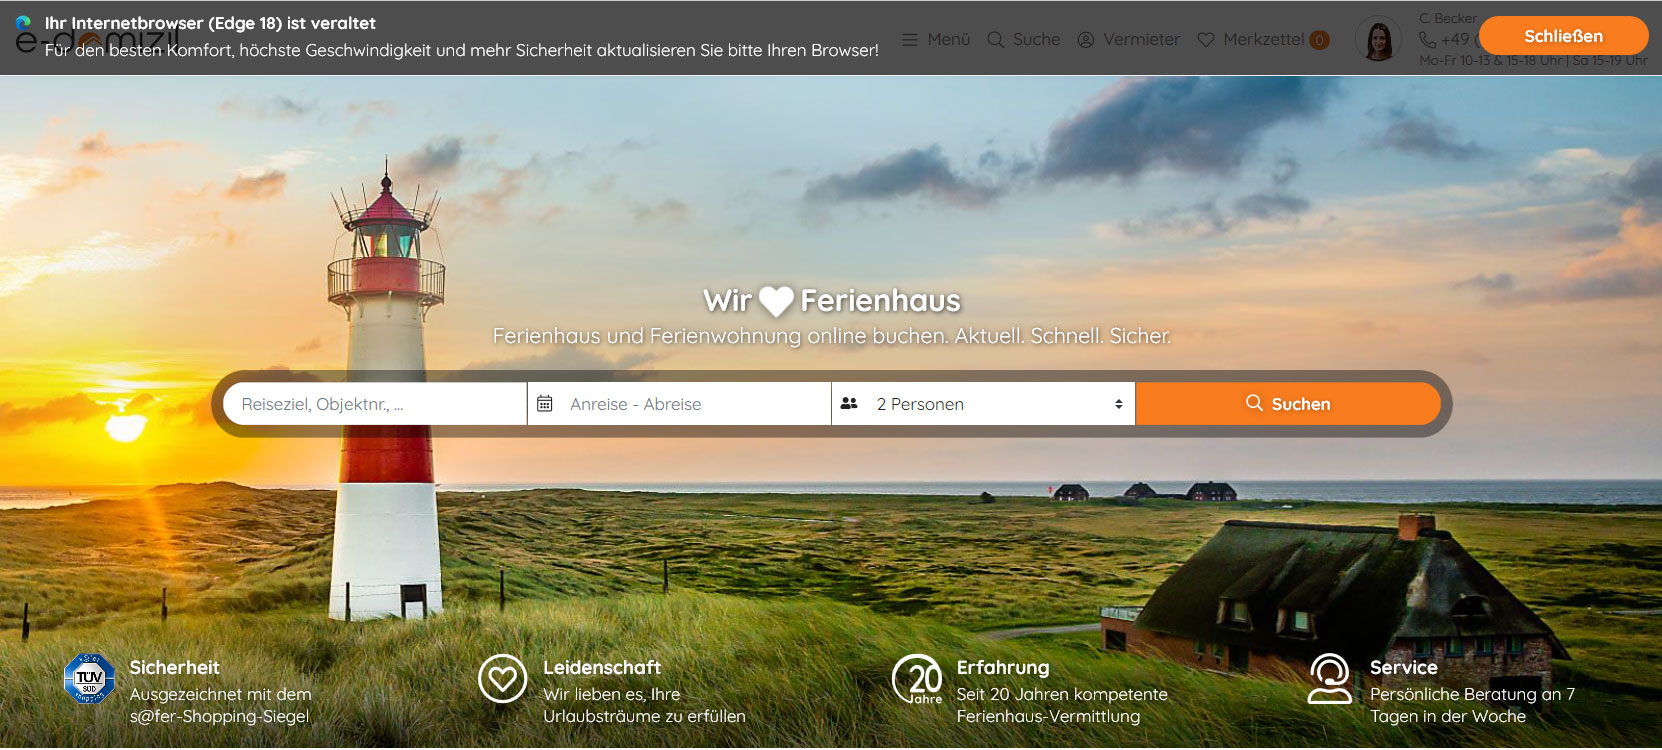 Ihr Internetbrowser (Edge 18) ist veraltet
Für den besten Komfort, höchste Geschwindigkeit und mehr Sicherheit aktualisieren Sie bitte Ihren Browser!
e-domizil
Menü
Suche
Vermieter
Merkzettel 0
C. Becker
+49 (
Mo-Fr 10-13 & 15-18 Uhr | Sa 15-19 Uhr
Schließen
Wir Ferienhaus
Ferienhaus und Ferienwohnung online buchen. Aktuell. Schnell. Sicher.
Reiseziel, Objektnr., ...
Anreise - Abreise
2 Personen
Suchen
TÜV
SÜD
s@fer
shopping
Sicherheit
Ausgezeichnet mit dem
s@fer-Shopping-Siegel
Leidenschaft
Wir lieben es, Ihre
Urlaubsträume zu erfüllen
20
Jahre
Erfahrung
Seit 20 Jahren kompetente
Ferienhaus-Vermittlung
Service
Persönliche Beratung an 7
Tagen in der Woche